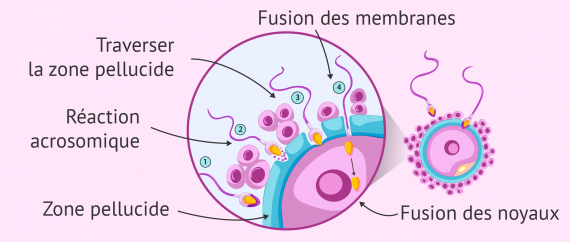 Fusion des membranes
Traverser
la zone pellucide
Réaction
acrosomique
Zone pellucide
Fusion des noyaux
1
2
3
4